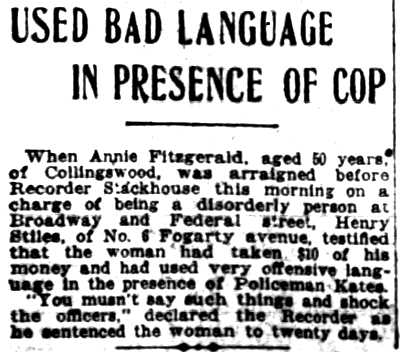 USED BAD LANGUAGE
IN PRESENCE OF COP
When Annie Fitzgerald, aged 50 years,
of Collingswood, was arraigned before
Recorder Stackhouse this morning on a
charge of being a disorderly person at
Broadway and Federal street, Henry
Stiles, of No. 6 Fogarty avenue, testified
that the woman had taken $10 of his
money and had used very offensive lang-
uage in the presence of Policeman Kates.
"You musn't say such things and shock
the officers," declared the Recorder as
he sentenced the woman to twenty days.